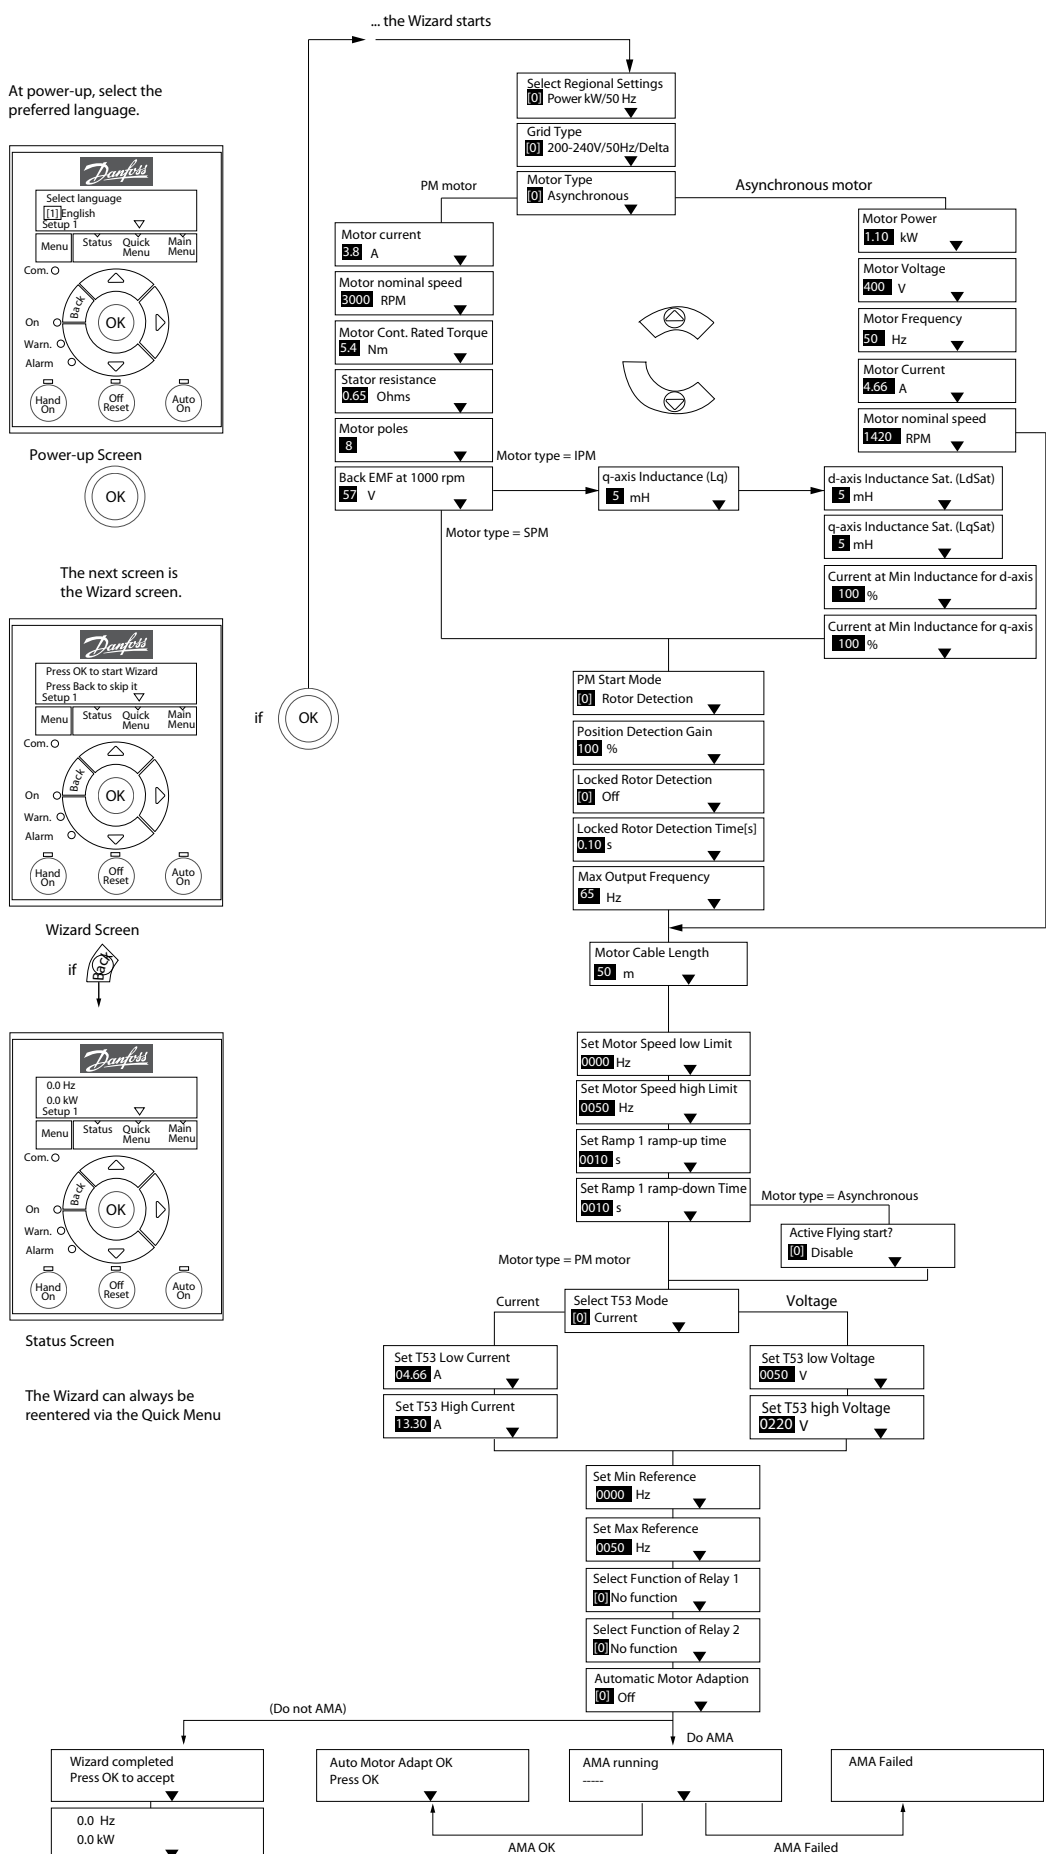 ... the Wizard starts
At power-up, select the
preferred language.
Danfoss
Select language
[1] English
Setup 1
Menu
Status
Quick
Menu
Main
Menu
Com.
Back
OK
On
Warn.
Alarm
Hand
On
Off
Reset
Auto
On
Power-up Screen
OK
The next screen is
the Wizard screen.
Danfoss
Press OK to start Wizard
Press Back to skip it
Setup 1
Menu
Status
Quick
Menu
Main
Menu
Com.
Back
OK
On
Warn.
Alarm
Hand
On
Off
Reset
Auto
On
Wizard Screen
if Back
if OK
Danfoss
0.0 Hz
0.0 kW
Setup 1
Menu
Status
Quick
Menu
Main
Menu
Com.
Back
OK
On
Warn.
Alarm
Hand
On
Off
Reset
Auto
On
Status Screen
The Wizard can always be
reentered via the Quick Menu
Select Regional Settings
[0] Power kW/50 Hz
Grid Type
[0] 200-240V/50Hz/Delta
Motor Type
[0] Asynchronous
PM motor
Asynchronous motor
Motor current
3.8 A
Motor nominal speed
3000 RPM
Motor Cont. Rated Torque
5.4 Nm
Stator resistance
0.65 Ohms
Motor poles
8
Back EMF at 1000 rpm
57 V
Motor Power
1.10 kW
Motor Voltage
400 V
Motor Frequency
50 Hz
Motor Current
4.66 A
Motor nominal speed
1420 RPM
Motor type = IPM
q-axis Inductance (Lq)
5 mH
d-axis Inductance Sat. (LdSat)
5 mH
q-axis Inductance Sat. (LqSat)
5 mH
Current at Min Inductance for d-axis
100 %
Current at Min Inductance for q-axis
100 %
Motor type = SPM
PM Start Mode
[0] Rotor Detection
Position Detection Gain
100 %
Locked Rotor Detection
[0] Off
Locked Rotor Detection Time[s]
0.10 s
Max Output Frequency
65 Hz
Motor Cable Length
50 m
Set Motor Speed low Limit
0000 Hz
Set Motor Speed high Limit
0050 Hz
Set Ramp 1 ramp-up time
0010 s
Set Ramp 1 ramp-down Time
0010 s
Motor type = Asynchronous
Active Flying start?
[0] Disable
Motor type = PM motor
Select T53 Mode
[0] Current
Current
Voltage
Set T53 Low Current
04.66 A
Set T53 High Current
13.30 A
Set T53 low Voltage
0050 V
Set T53 high Voltage
0220 V
Set Min Reference
0000 Hz
Set Max Reference
0050 Hz
Select Function of Relay 1
[0] No function
Select Function of Relay 2
[0] No function
Automatic Motor Adaption
[0] Off
(Do not AMA)
Do AMA
Wizard completed
Press OK to accept
0.0 Hz
0.0 kW
Auto Motor Adapt OK
Press OK
AMA running
-----
AMA Failed
AMA OK
AMA Failed